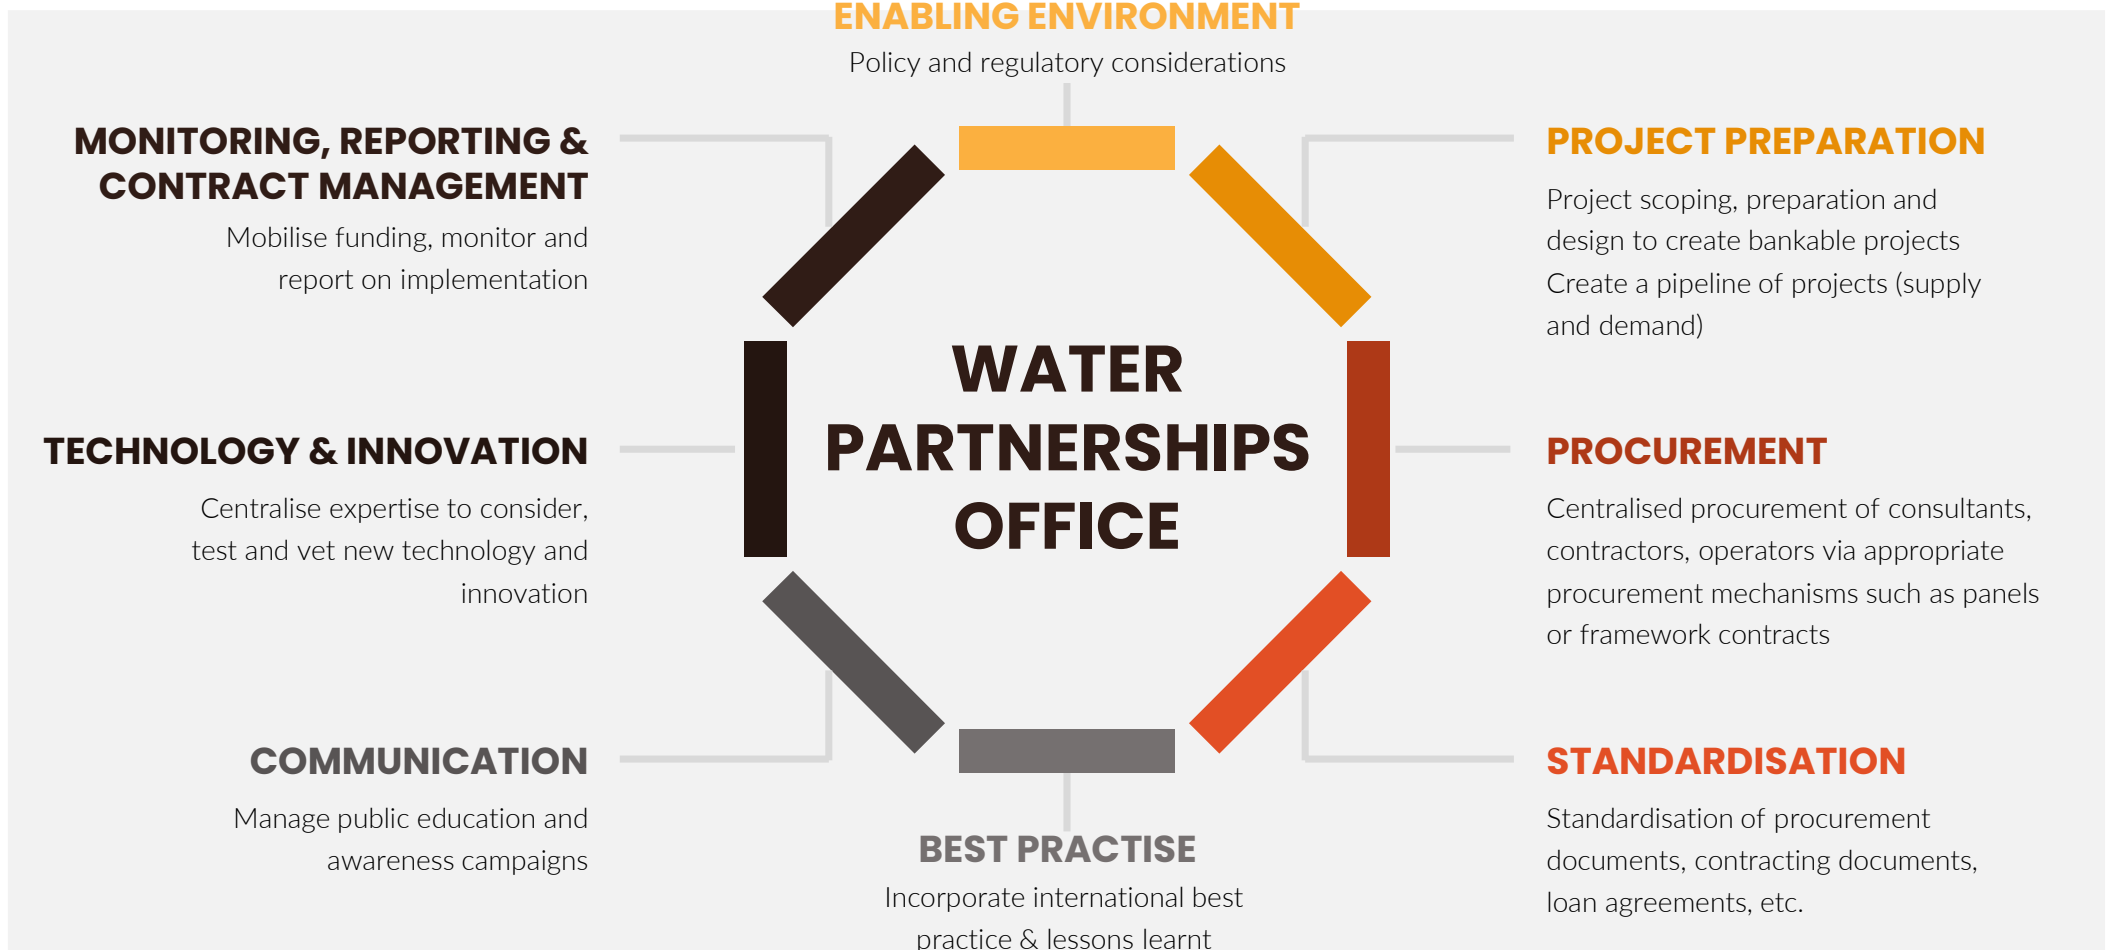 ENABLING ENVIRONMENT
Policy and regulatory considerations
MONITORING, REPORTING &
CONTRACT MANAGEMENT
Mobilise funding, monitor and
report on implementation
PROJECT PREPARATION
Project scoping, preparation and
design to create bankable projects
Create a pipeline of projects (supply
and demand)
WATER
PARTNERSHIPS
OFFICE
TECHNOLOGY & INNOVATION
Centralise expertise to consider,
test and vet new technology and
innovation
PROCUREMENT
Centralised procurement of consultants,
contractors, operators via appropriate
procurement mechanisms such as panels
or framework contracts
COMMUNICATION
Manage public education and
awareness campaigns
BEST PRACTISE
Incorporate international best
practice & lessons learnt
STANDARDISATION
Standardisation of procurement
documents, contracting documents,
loan agreements, etc.